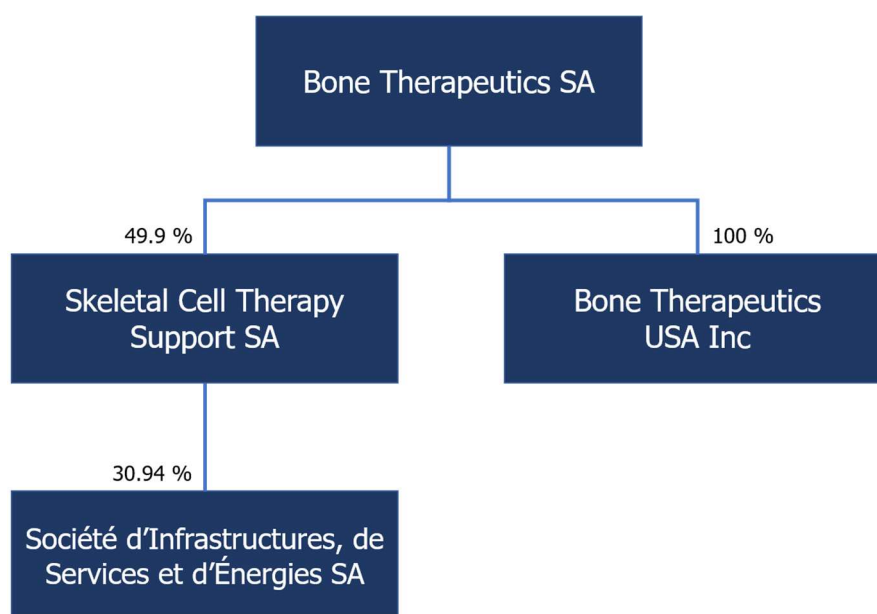 Bone Therapeutics SA
49.9 %
100 %
Skeletal Cell Therapy
Support SA
Bone Therapeutics
USA Inc
30.94 %
Société d’Infrastructures, de
Services et d’Énergies SA